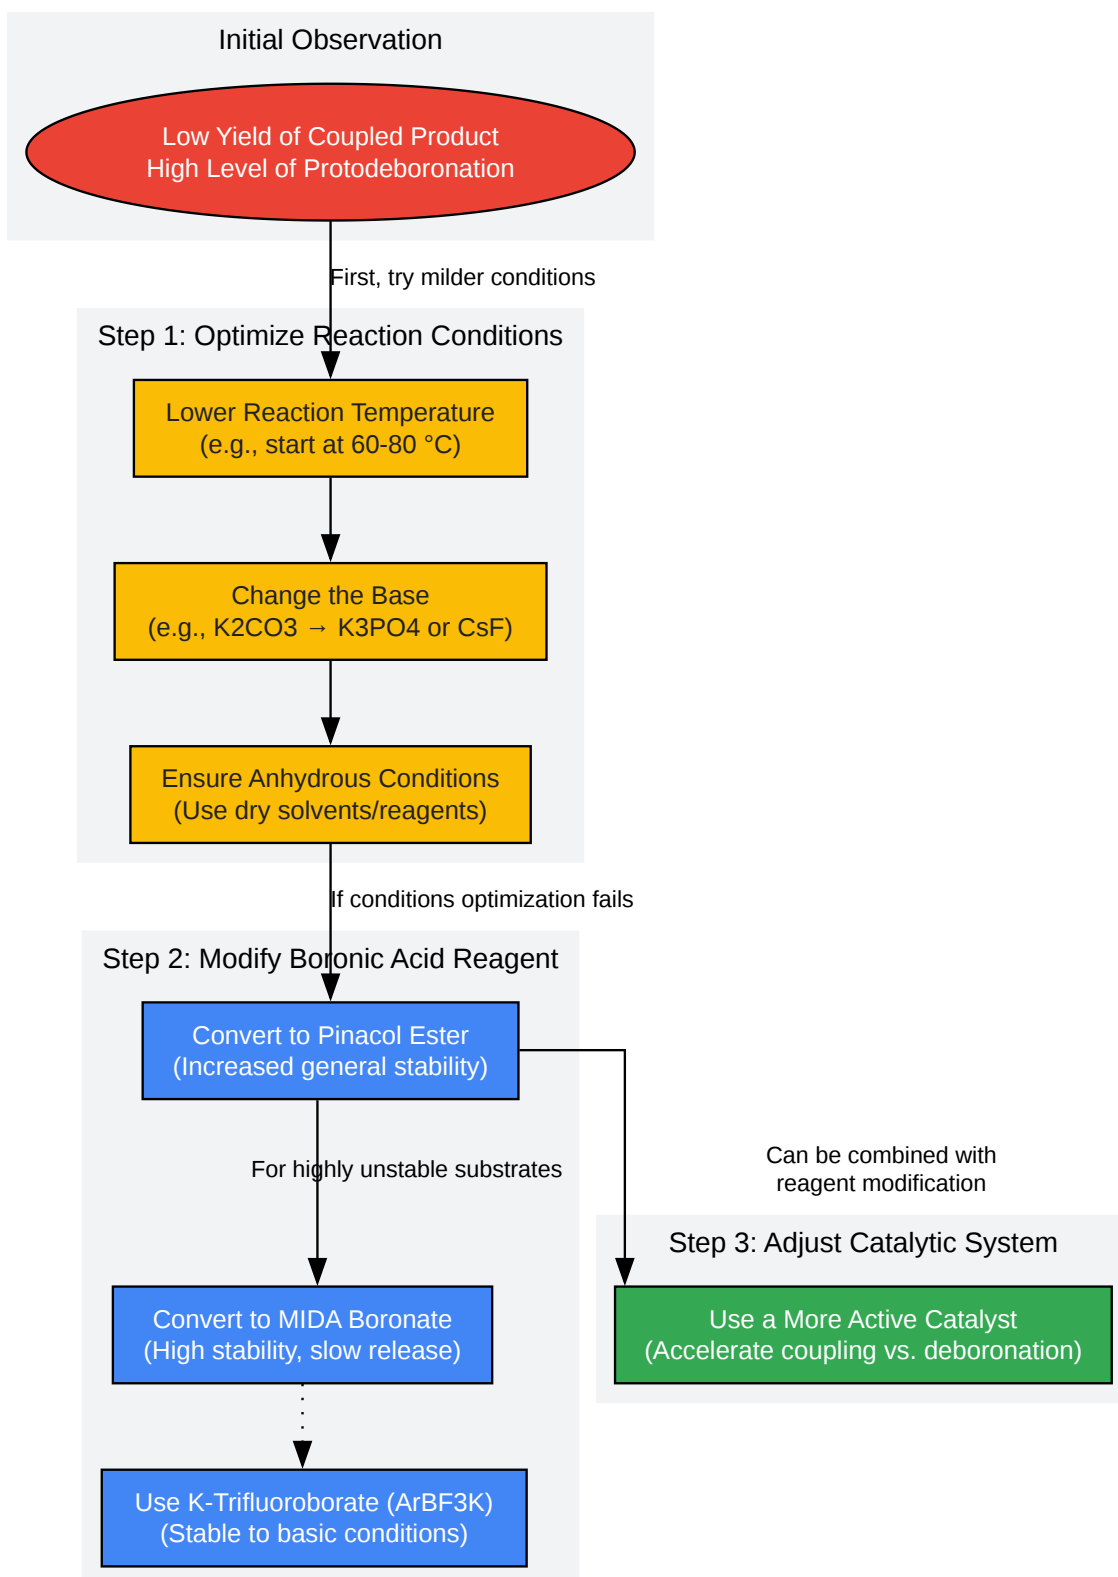 Initial Observation
Low Yield of Coupled Product
High Level of Protodeboronation
First, try milder conditions
Step 1: Optimize Reaction Conditions
Lower Reaction Temperature
(e.g., start at 60-80 °C)
Change the Base
(e.g., K2CO3 → K3PO4 or CsF)
Ensure Anhydrous Conditions
(Use dry solvents/reagents)
If conditions optimization fails
Step 2: Modify Boronic Acid Reagent
Convert to Pinacol Ester
(Increased general stability)
For highly unstable substrates
Can be combined with
reagent modification
Step 3: Adjust Catalytic System
Convert to MIDA Boronate
(High stability, slow release)
Use a More Active Catalyst
(Accelerate coupling vs. deboronation)
Use K-Trifluoroborate (ArBF3K)
(Stable to basic conditions)